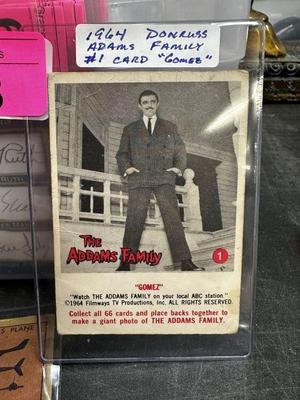 1964 DONRUSS
ADAMS FAMILY
#1 CARD "GOMEZ"
THE
ADDAMS FAMILY
1
"GOMEZ"
"Watch THE ADDAMS FAMILY on your local ABC station."
©1964 Filmways TV Productions, Inc. ALL RIGHTS RESERVED.
Collect all 66 cards and place backs together to
make a giant photo of THE ADDAMS FAMILY.
Ruth
PLANE